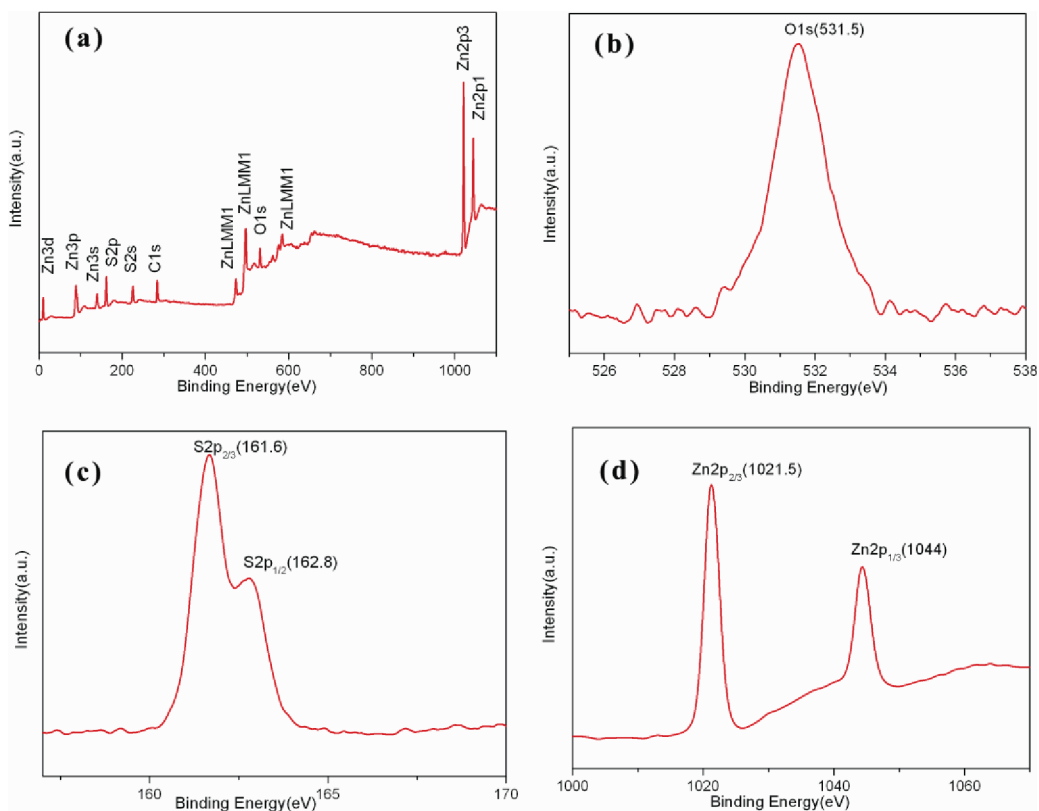 (a)
Zn3d
Zn3p
Zn3s
S2p
S2s
C1s
ZnLMM1
ZnLMM1
O1s
ZnLMM1
Zn2p3
Zn2p1
Intensity(a.u.)
0 200 400 600 800 1000
Binding Energy(eV)
(b)
O1s(531.5)
Intensity(a.u.)
526 528 530 532 534 536 538
Binding Energy(eV)
(c)
S2p2/3(161.6)
S2p1/2(162.8)
Intensity(a.u.)
160 165 170
Binding Energy(eV)
(d)
Zn2p2/3(1021.5)
Zn2p1/3(1044)
Intensity(a.u.)
1000 1020 1040 1060
Binding Energy(eV)